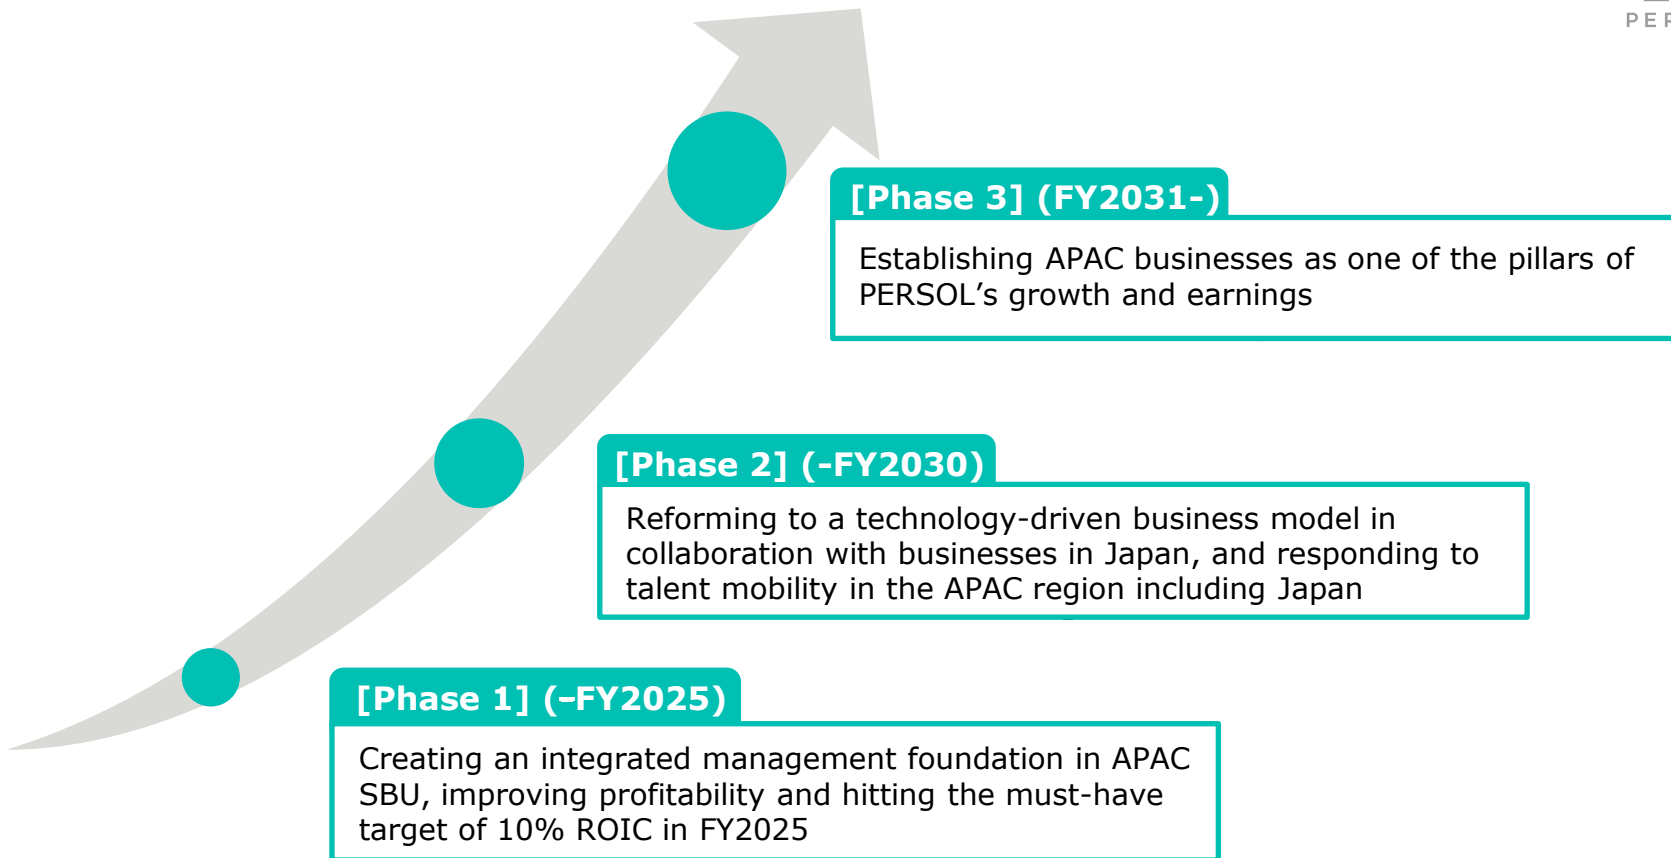 PER
[Phase 3] (FY2031-)
Establishing APAC businesses as one of the pillars of
PERSOL’s growth and earnings
[Phase 2] (-FY2030)
Reforming to a technology-driven business model in
collaboration with businesses in Japan, and responding to
talent mobility in the APAC region including Japan
[Phase 1] (–FY2025)
Creating an integrated management foundation in APAC
SBU, improving profitability and hitting the must-have
target of 10% ROIC in FY2025